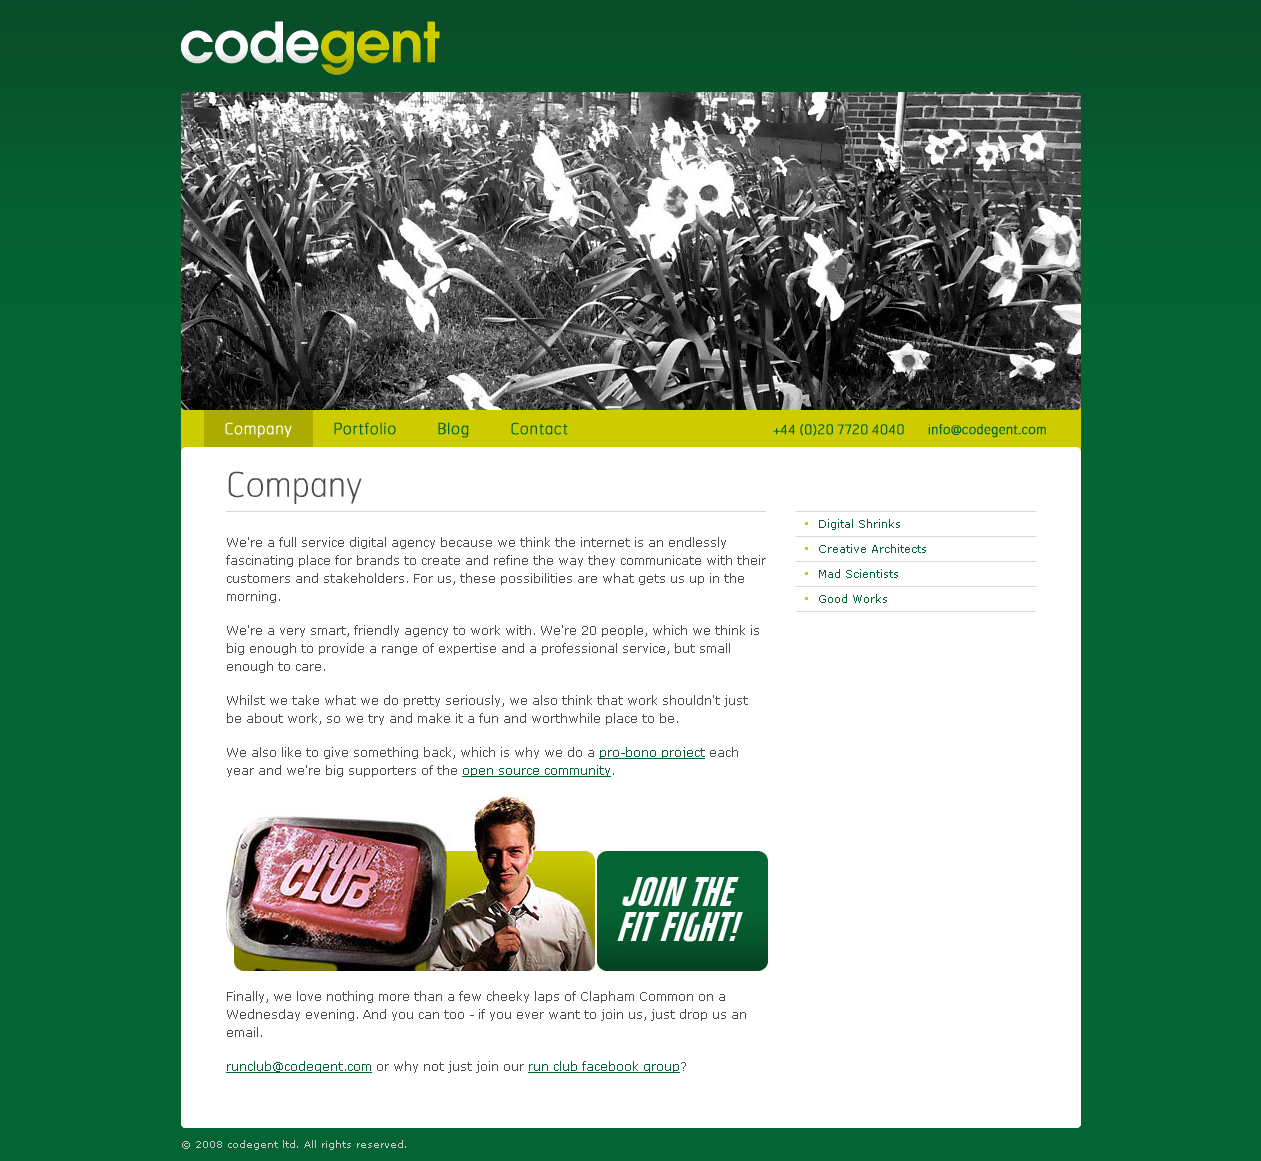 codegent
Company
Portfolio
Blog
Contact
+44 (0)20 7720 4040
info@codegent.com
Company
We're a full service digital agency because we think the internet is an endlessly
fascinating place for brands to create and refine the way they communicate with their
customers and stakeholders. For us, these possibilities are what gets us up in the
morning.
We're a very smart, friendly agency to work with. We're 20 people, which we think is
big enough to provide a range of expertise and a professional service, but small
enough to care.
Whilst we take what we do pretty seriously, we also think that work shouldn't just
be about work, so we try and make it a fun and worthwhile place to be.
We also like to give something back, which is why we do a pro-bono project each
year and we're big supporters of the open source community.
RUN
CLUB
JOIN THE
FIT FIGHT!
Finally, we love nothing more than a few cheeky laps of Clapham Common on a
Wednesday evening. And you can too - if you ever want to join us, just drop us an
email.
runclub@codegent.com or why not just join our run club facebook group?
Digital Shrinks
Creative Architects
Mad Scientists
Good Works
© 2008 codegent ltd. All rights reserved.